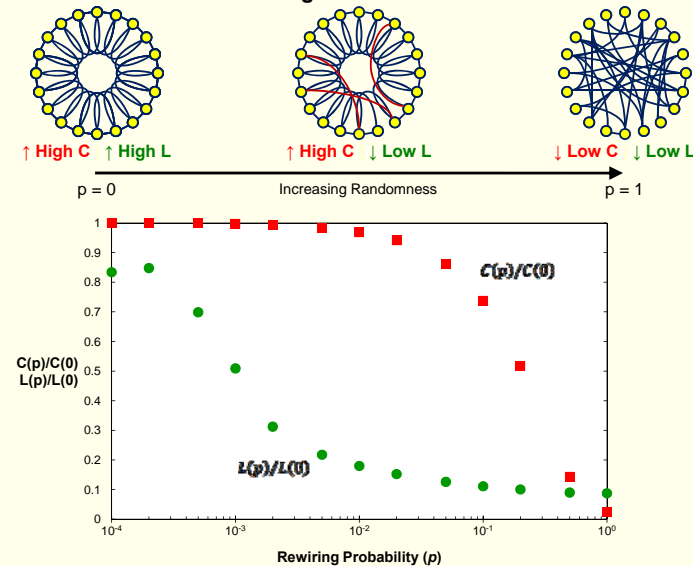 ↑ High C ↑ High L
↑ High C ↓ Low L
↓ Low C ↓ Low L
p = 0
Increasing Randomness
p = 1
C(p)/C(0)
L(p)/L(0)
1
0.9
0.8
0.7
0.6
0.5
0.4
0.3
0.2
0.1
0
C(p)/C(0)
L(p)/L(0)
10⁻⁴
10⁻³
10⁻²
10⁻¹
10⁰
Rewiring Probability (p)